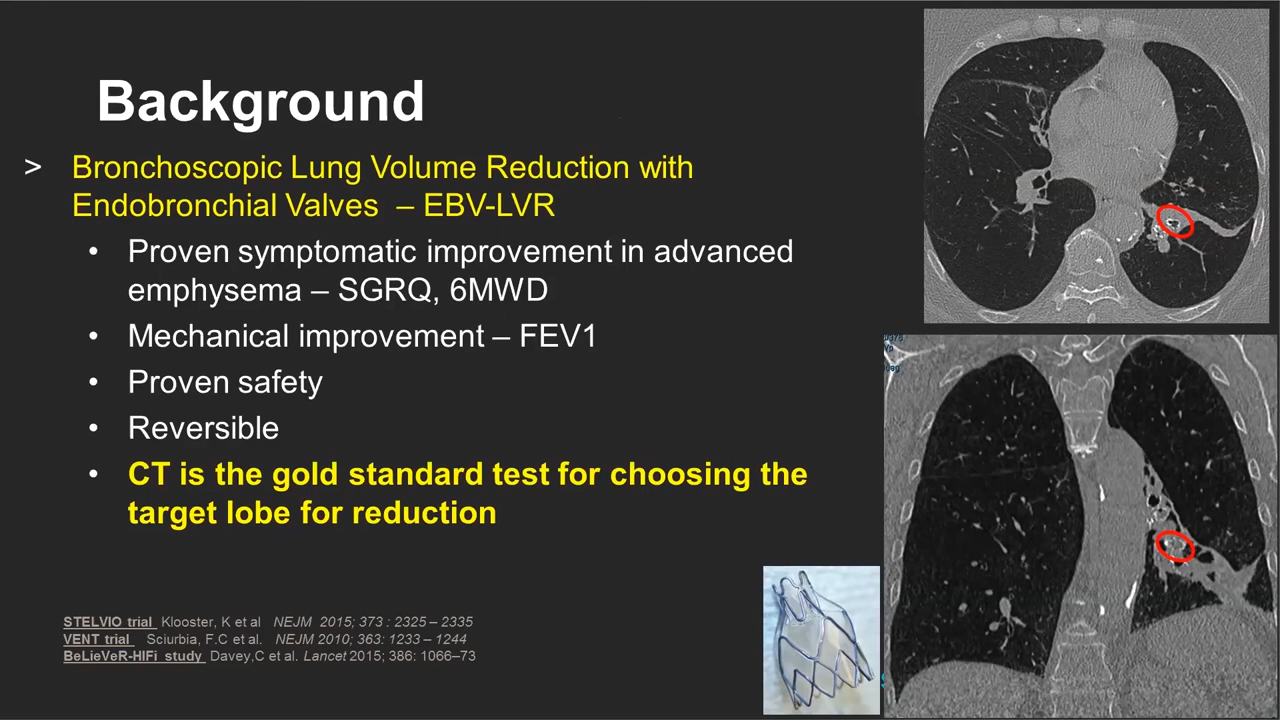 Background
> Bronchoscopic Lung Volume Reduction with
Endobronchial Valves – EBV-LVR
• Proven symptomatic improvement in advanced
emphysema – SGRQ, 6MWD
• Mechanical improvement – FEV1
• Proven safety
• Reversible
• CT is the gold standard test for choosing the
target lobe for reduction
STELVIO trial Klooster, K et al NEJM 2015; 373 : 2325 – 2335
VENT trial Sciurbia, F.C et al. NEJM 2010; 363: 1233 – 1244
BeLieVeR-HIFi study Davey,C et al. Lancet 2015; 386: 1066–73